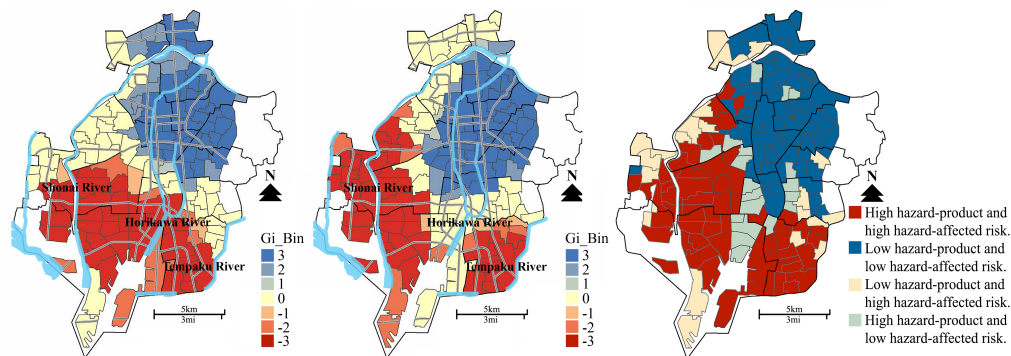 Shonai River
Horikawa River
Tempaku River
N
Gi_Bin
3
2
1
0
-1
-2
-3
5km
3mi
Shonai River
Horikawa River
Tempaku River
N
Gi_Bin
3
2
1
0
-1
-2
-3
5km
3mi
N
High hazard-product and
high hazard-affected risk.
Low hazard-product and
low hazard-affected risk.
Low hazard-product and
high hazard-affected risk.
High hazard-product and
low hazard-affected risk.
5km
3mi